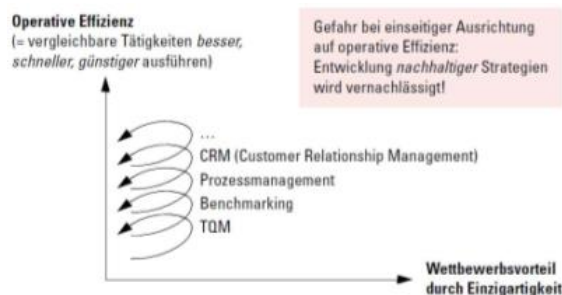 Operative Effizienz
(= vergleichbare Tätigkeiten besser,
schneller, günstiger ausführen)
Gefahr bei einseitiger Ausrichtung
auf operative Effizienz:
Entwicklung nachhaltiger Strategien
wird vernachlässigt!
...
CRM (Customer Relationship Management)
Prozessmanagement
Benchmarking
TQM
Wettbewerbsvorteil
durch Einzigartigkeit